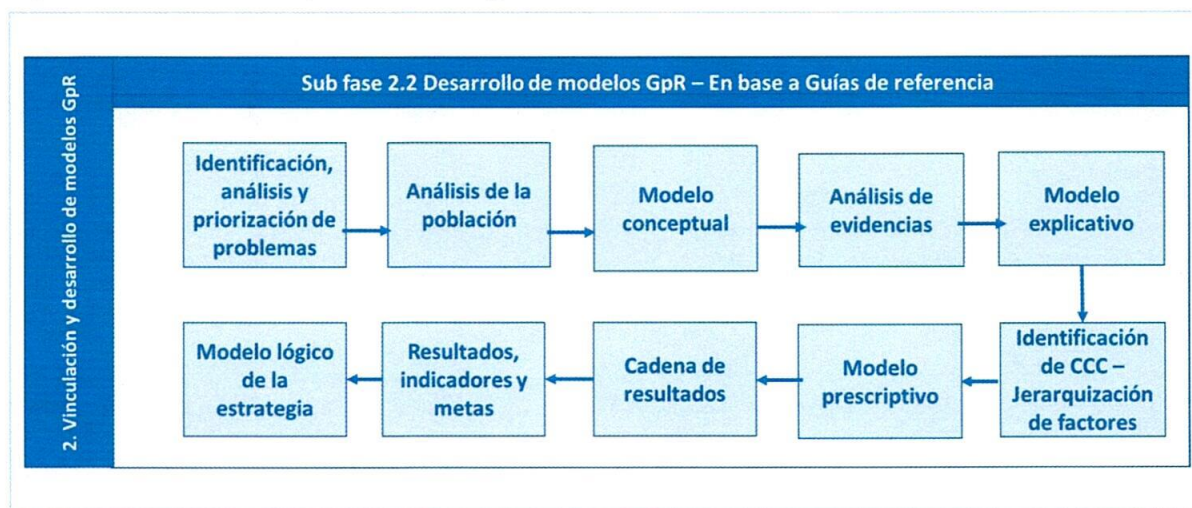 Sub fase 2.2 Desarrollo de modelos GpR – En base a Guías de referencia
2. Vinculación y desarrollo de modelos GpR
Identificación,
análisis y
priorización de
problemas
Análisis de la
población
Modelo
conceptual
Análisis de
evidencias
Modelo
explicativo
Identificación
de CCC –
Jerarquización
de factores
Modelo
prescriptivo
Cadena de
resultados
Resultados,
indicadores y
metas
Modelo lógico
de la
estrategia